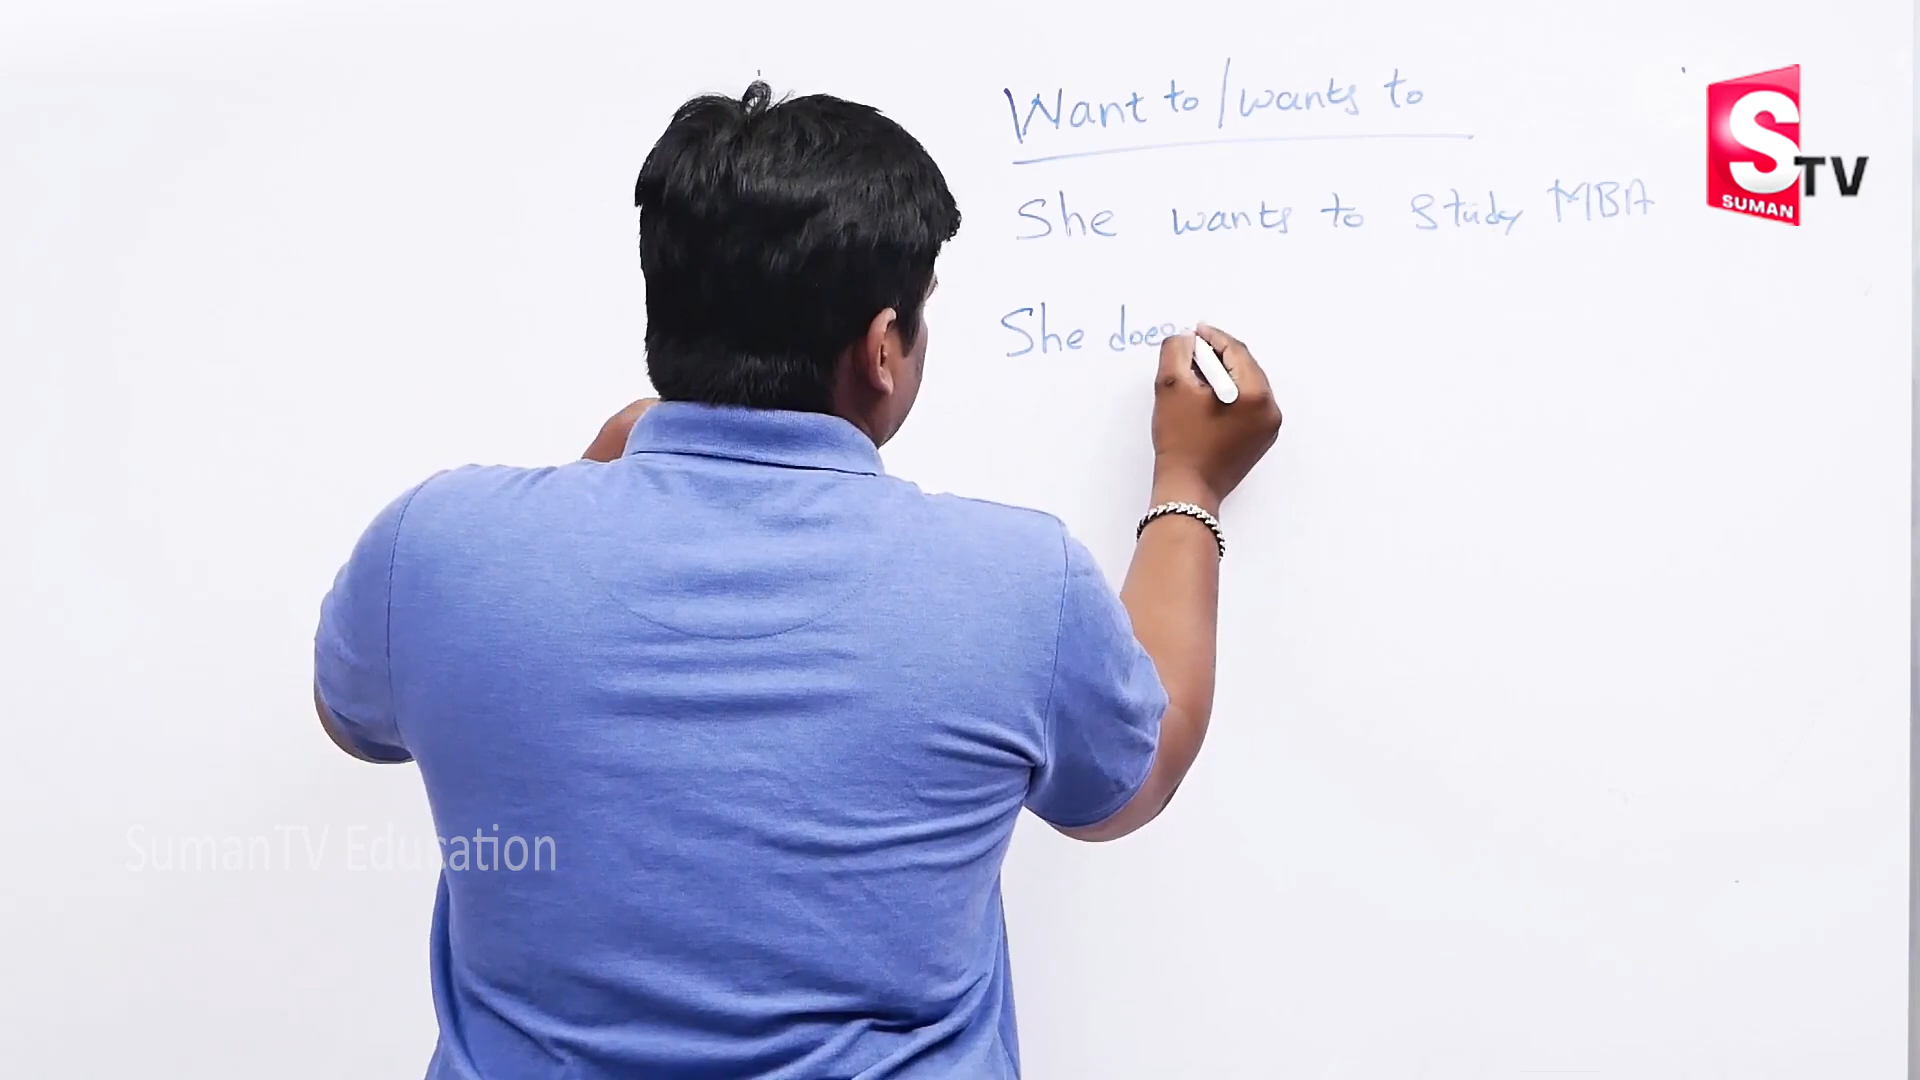 Want to/wants to
She wants to Study MBA
She does
S TV
SUMAN
SumanTV Education